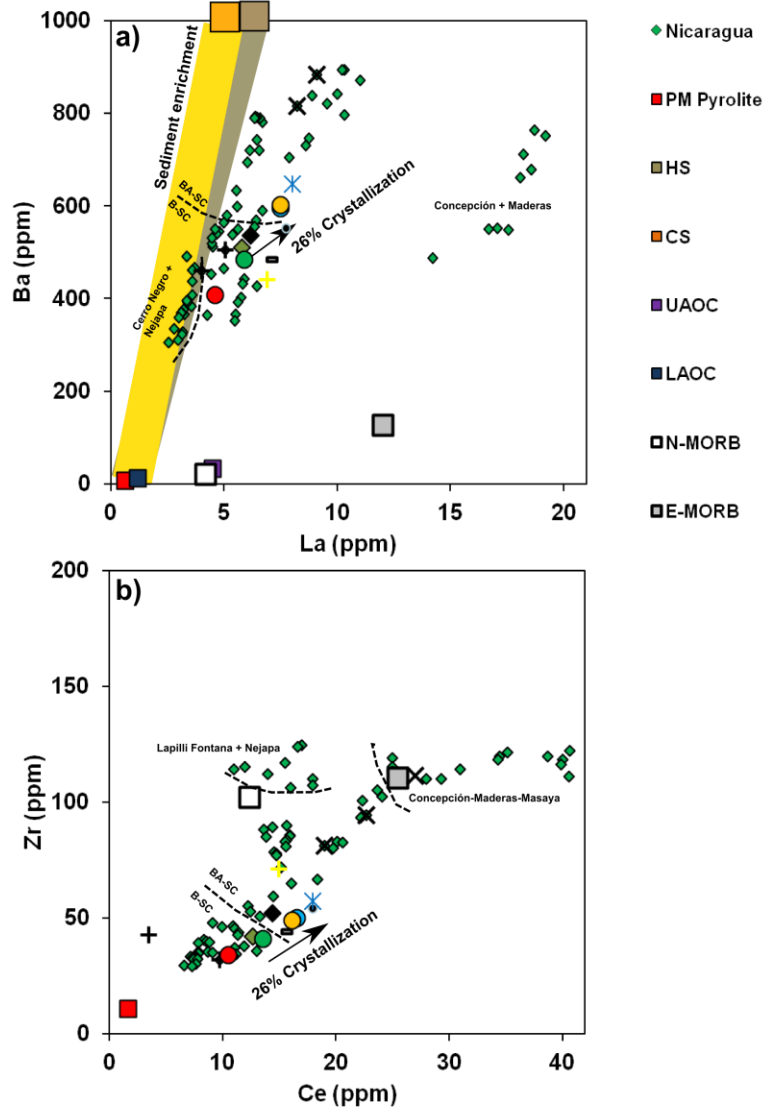 a)
1000
800
600
400
200
0
Ba (ppm)
Sediment enrichment
BA-SC
B-SC
Cerro Negro +
Nejapa
26% Crystallization
Concepción + Maderas
0
5
10
15
20
La (ppm)
Nicaragua
PM Pyrolite
HS
CS
UAOC
LAOC
N-MORB
E-MORB
b)
200
150
100
50
0
Zr (ppm)
Lapilli Fontana + Nejapa
Concepción-Maderas-Masaya
BA-SC
B-SC
26% Crystallization
0
10
20
30
40
Ce (ppm)